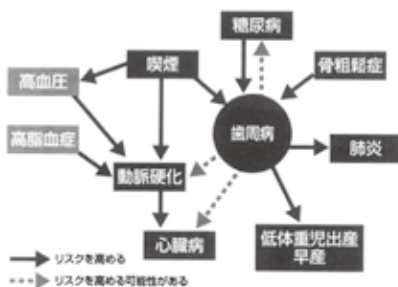 糖尿病
喫煙
骨粗鬆症
高血圧
歯周病
高脂血症
肺炎
動脈硬化
心臓病
低体重児出産
早産
リスクを高める
リスクを高める可能性がある